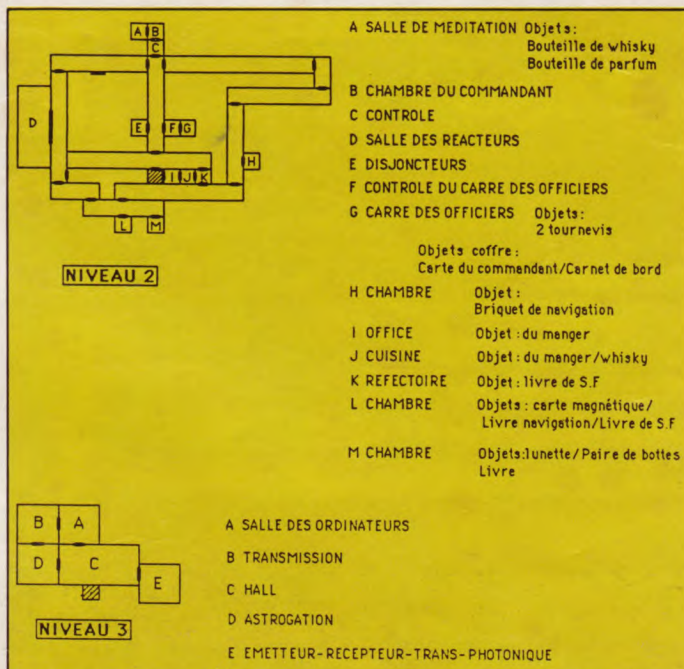 A B
C
D
E F G
H
I J K
L M
NIVEAU 2
A SALLE DE MEDITATION Objets:
Bouteille de whisky
Bouteille de parfum
B CHAMBRE DU COMMANDANT
C CONTROLE
D SALLE DES REACTEURS
E DISJONCTEURS
F CONTROLE DU CARRE DES OFFICIERS
G CARRE DES OFFICIERS Objets:
2 tournevis
Objets coffre:
Carte du commandant/Carnet de bord
H CHAMBRE Objet:
Briquet de navigation
I OFFICE Objet: du manger
J CUISINE Objet: du manger/whisky
K REFECTOIRE Objet: livre de S.F
L CHAMBRE Objets: carte magnétique/
Livre navigation/Livre de S.F
M CHAMBRE Objets:lunette/Paire de bottes
Livre
B A
D C
E
NIVEAU 3
A SALLE DES ORDINATEURS
B TRANSMISSION
C HALL
D ASTROGATION
E EMETTEUR-RECEPTEUR-TRANS-PHOTONIQUE